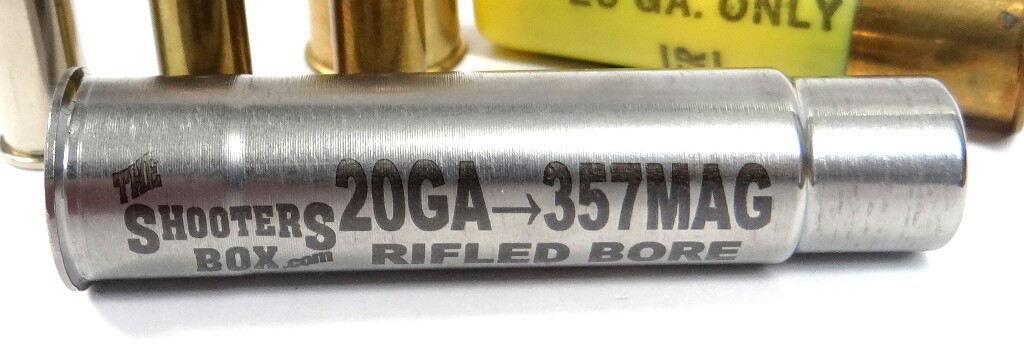 20 GA. ONLY
THE
SHOOTERS
BOX.com
20GA→357MAG
RIFLED BORE